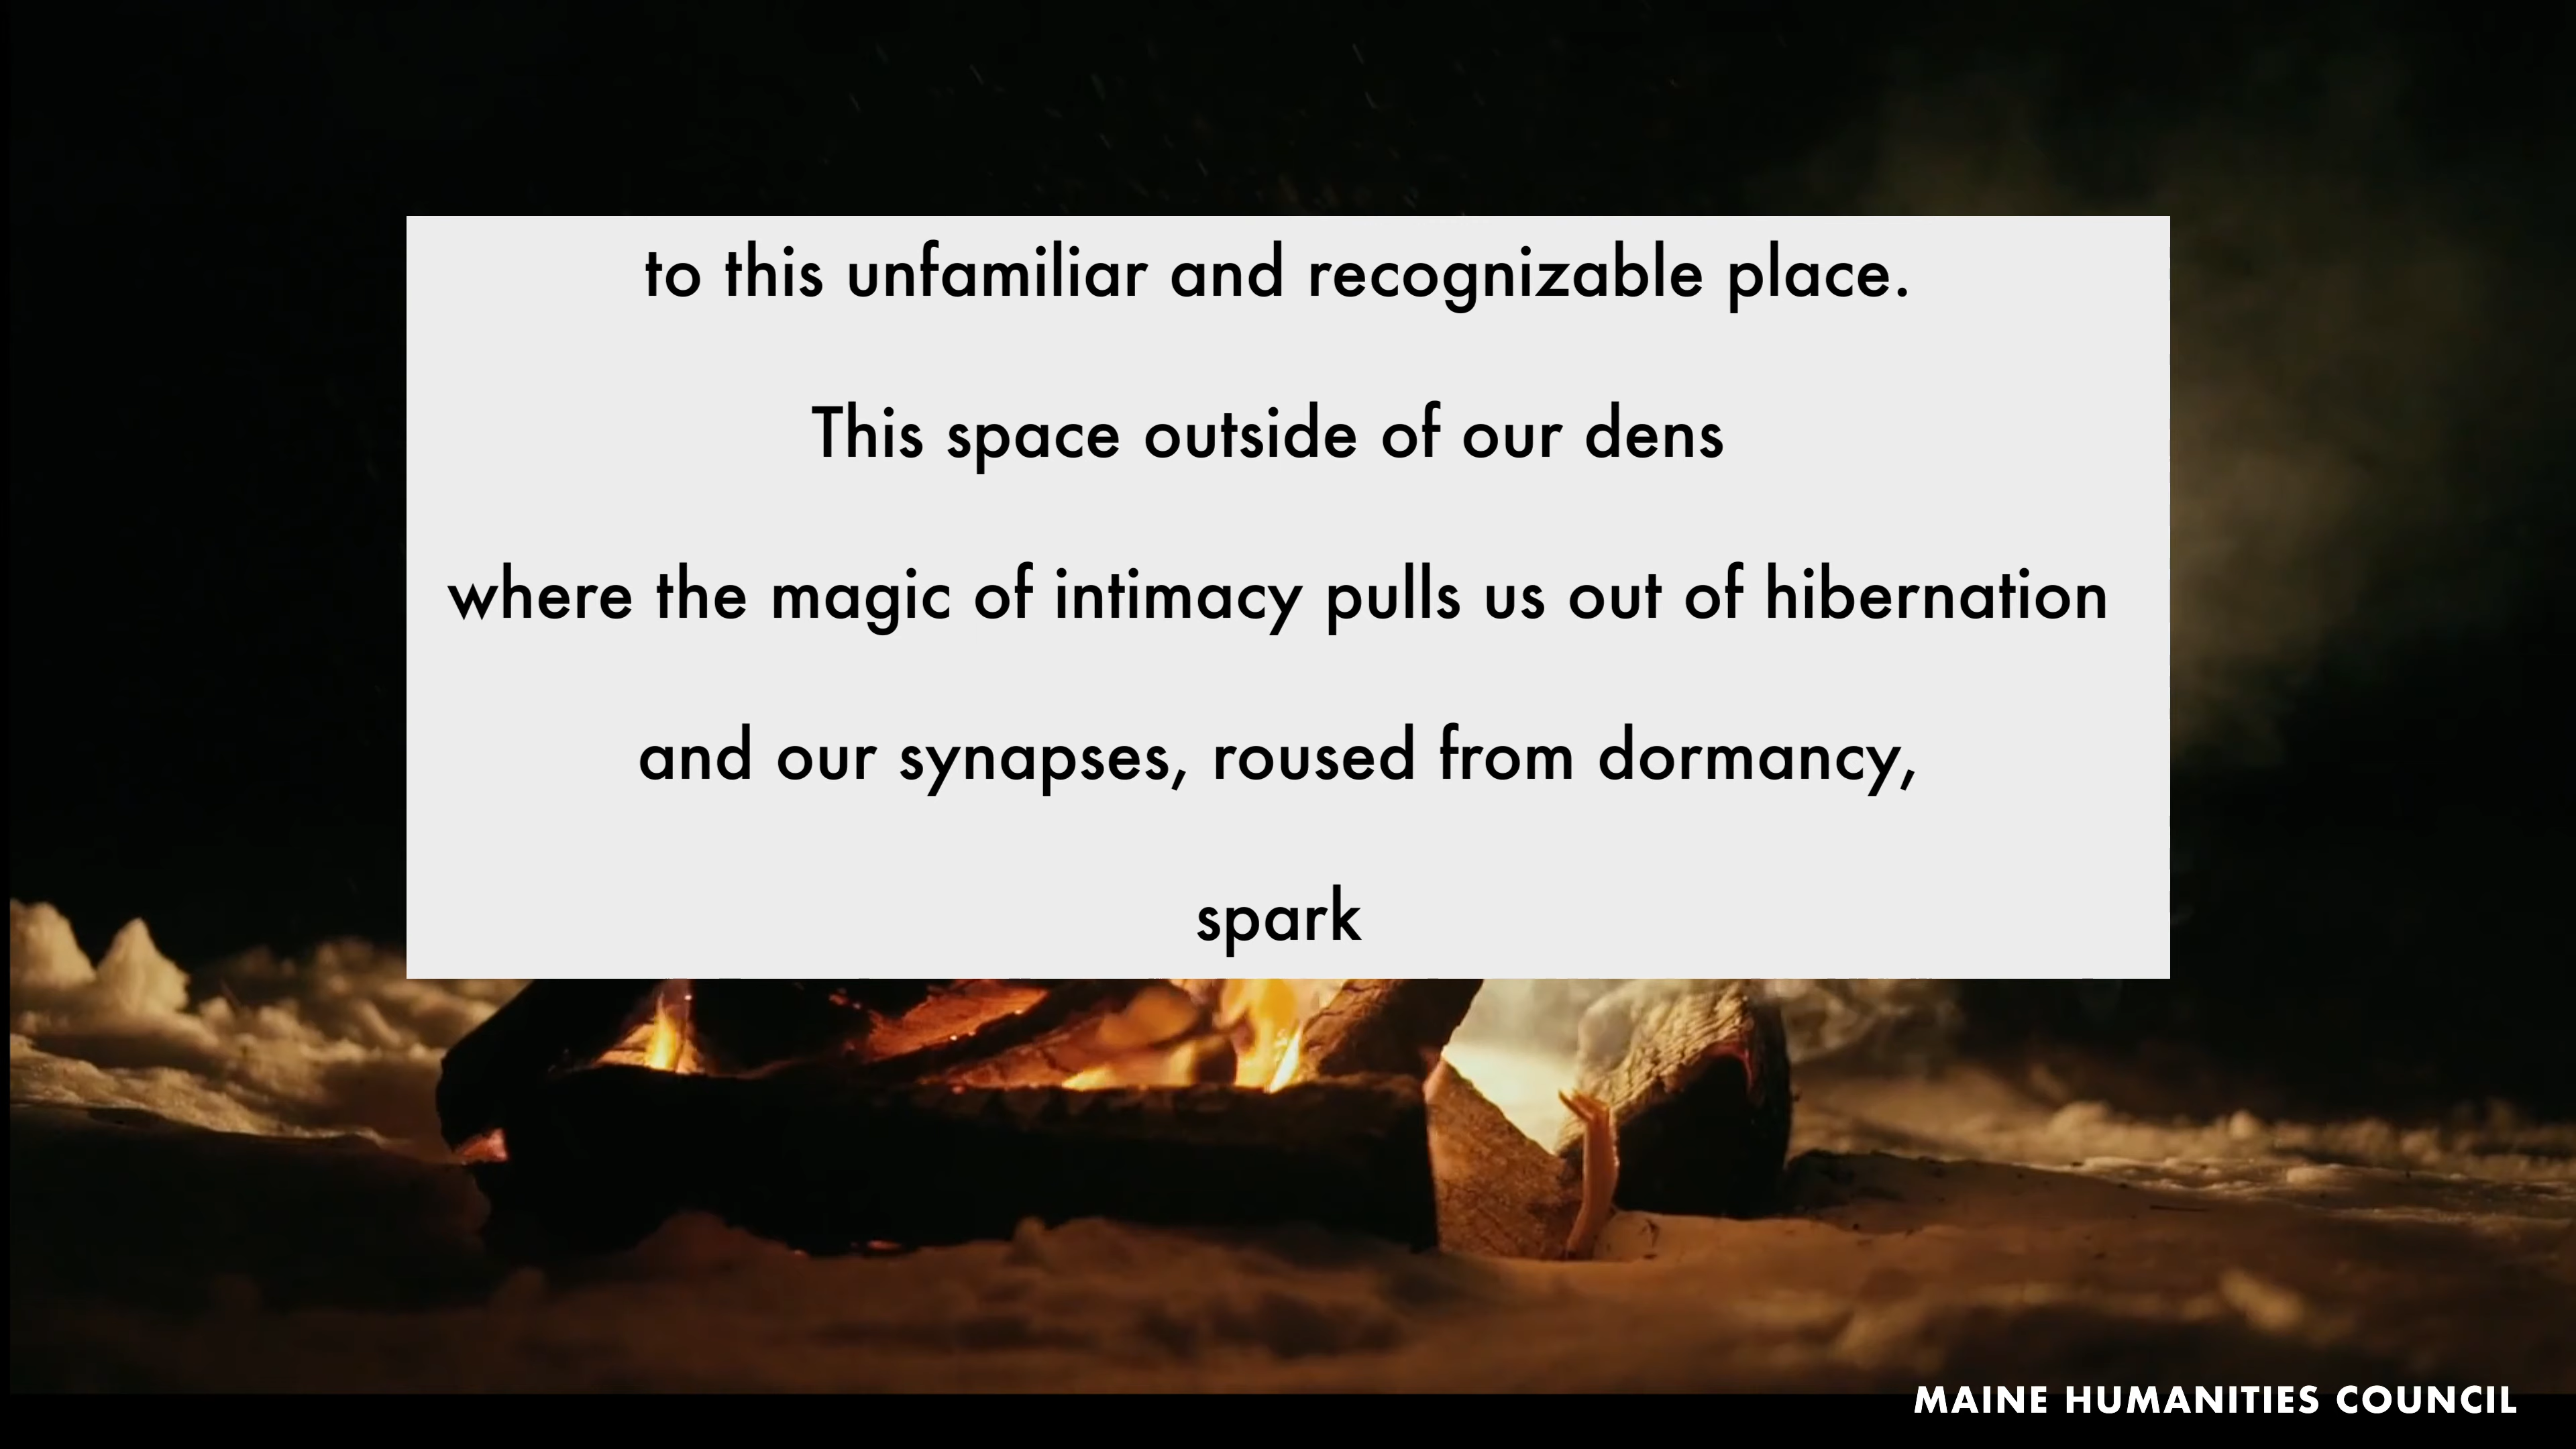 to this unfamiliar and recognizable place.
This space outside of our dens
where the magic of intimacy pulls us out of hibernation
and our synapses, roused from dormancy,
spark
MAINE HUMANITIES COUNCIL